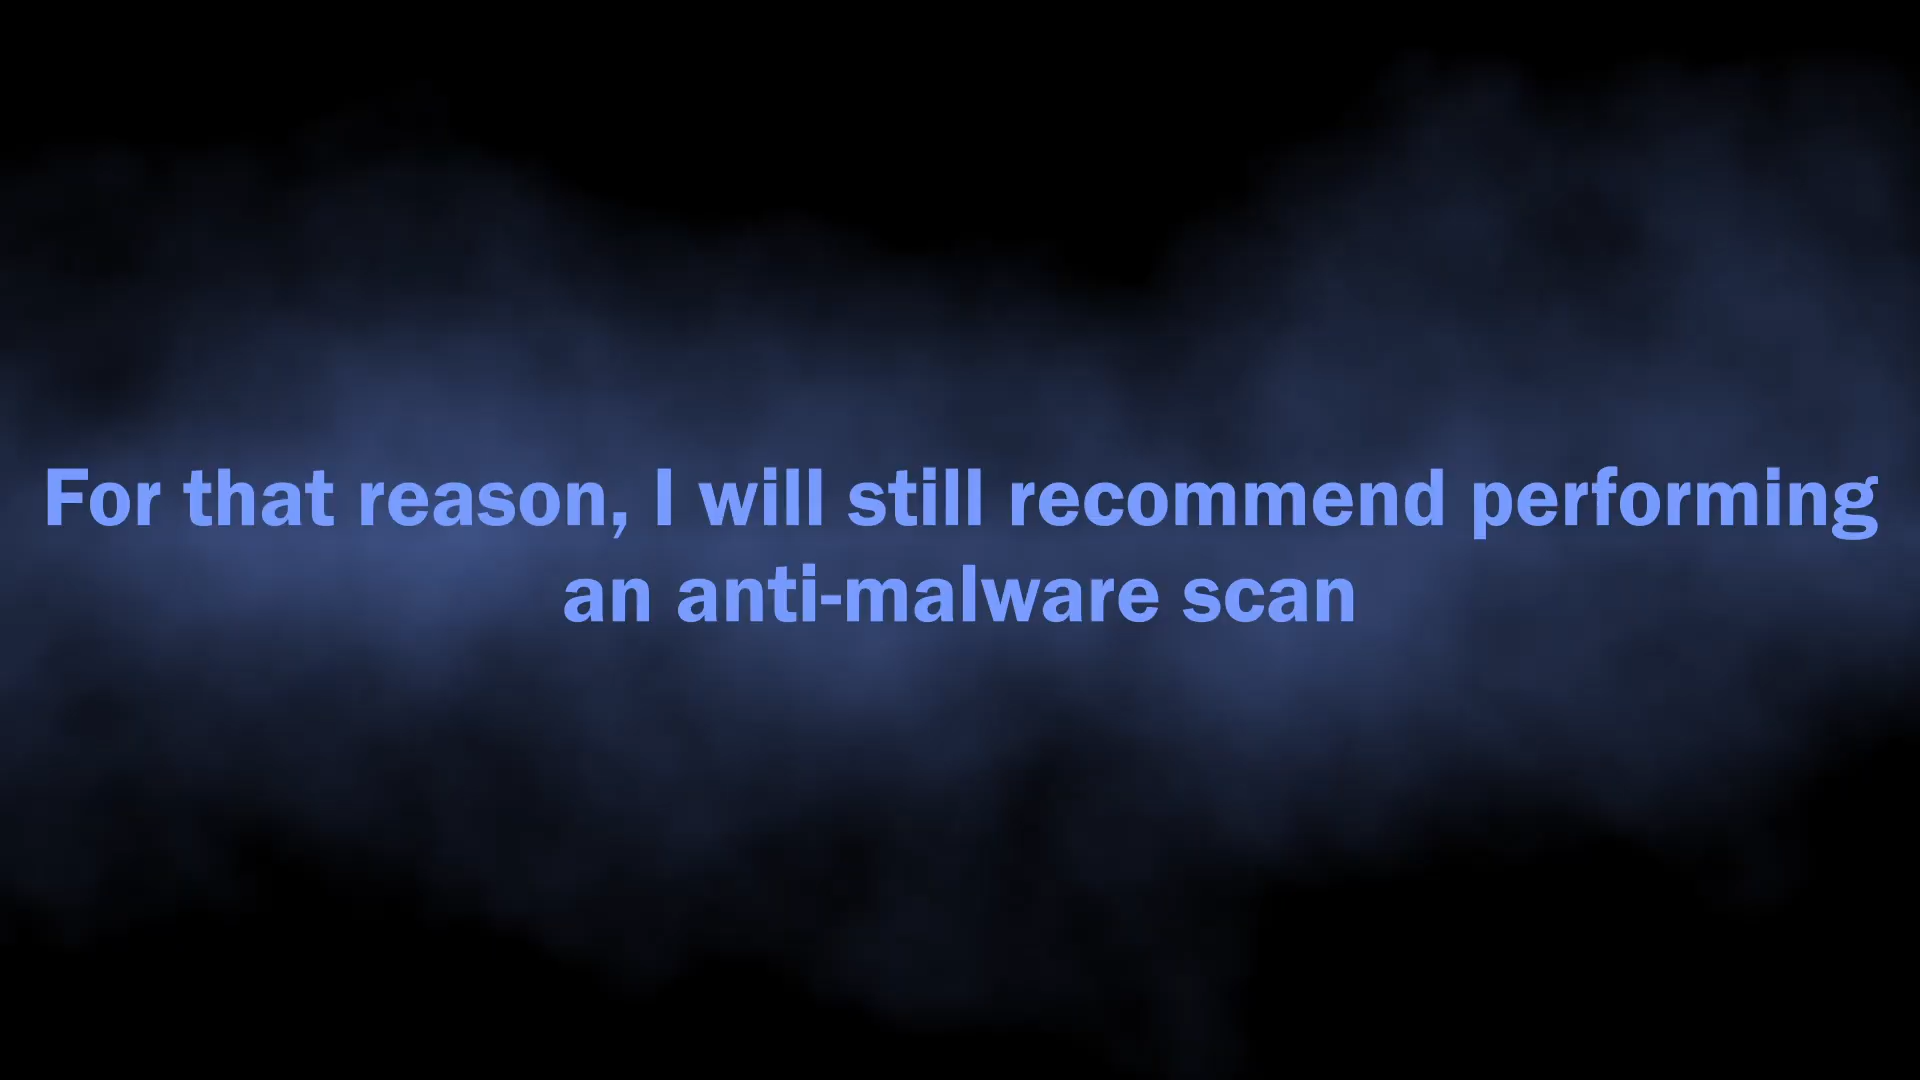 For that reason, I will still recommend performing
an anti-malware scan